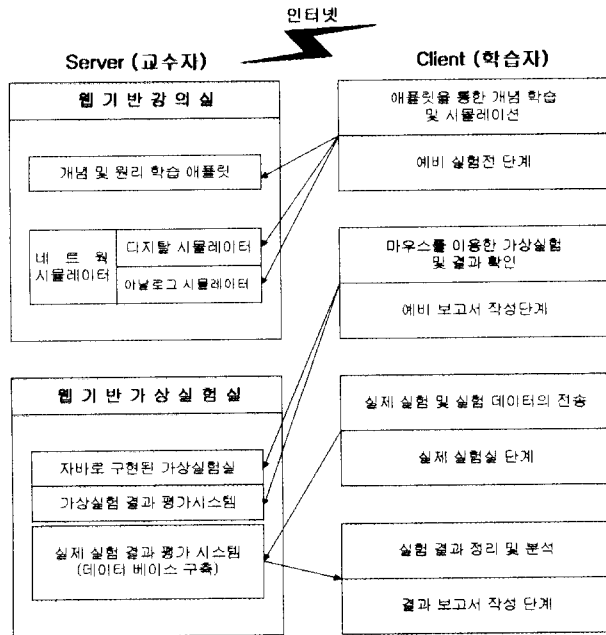 인터넷
Server (교수자)
웹 기 반 강 의 실
개념 및 원리 학습 애플릿
네 트 웍
시뮬레이터
디지탈 시뮬레이터
아날로그 시뮬레이터
웹 기 반 가 상 실 험 실
자바로 구현된 가상실험실
가상실험 결과 평가시스템
실제 실험 결과 평가 시스템
(데이터 베이스 구축)
Client (학습자)
애플릿을 통한 개념 학습
및 시뮬레이션
예비 실험전 단계
마우스를 이용한 가상실험
및 결과 확인
예비 보고서 작성단계
실제 실험 및 실험 데이터의 전송
실제 실험실 단계
실험 결과 정리 및 분석
결과 보고서 작성 단계